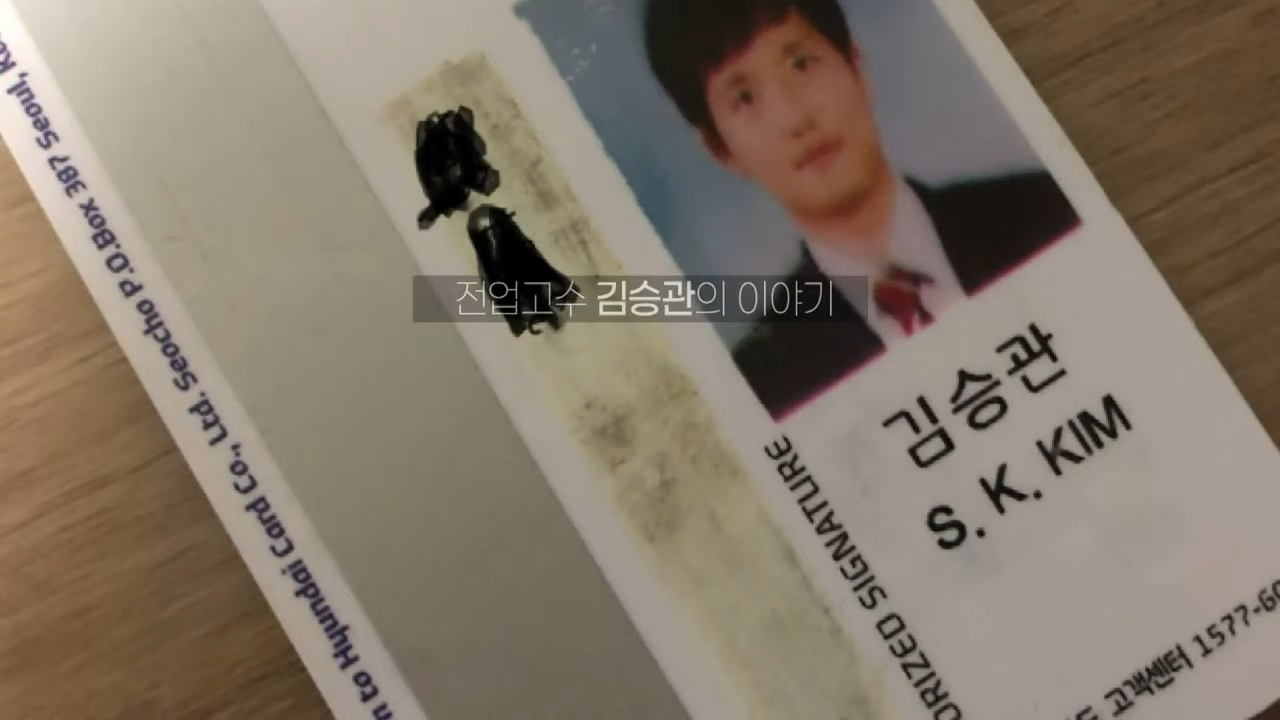 전업고수 김승관의 이야기
김승관
S. K. KIM
SIGNATURE
고객센터 1577-6
to Hyundai Card Co., Ltd. Seocho P.O.Box 387 Seoul,